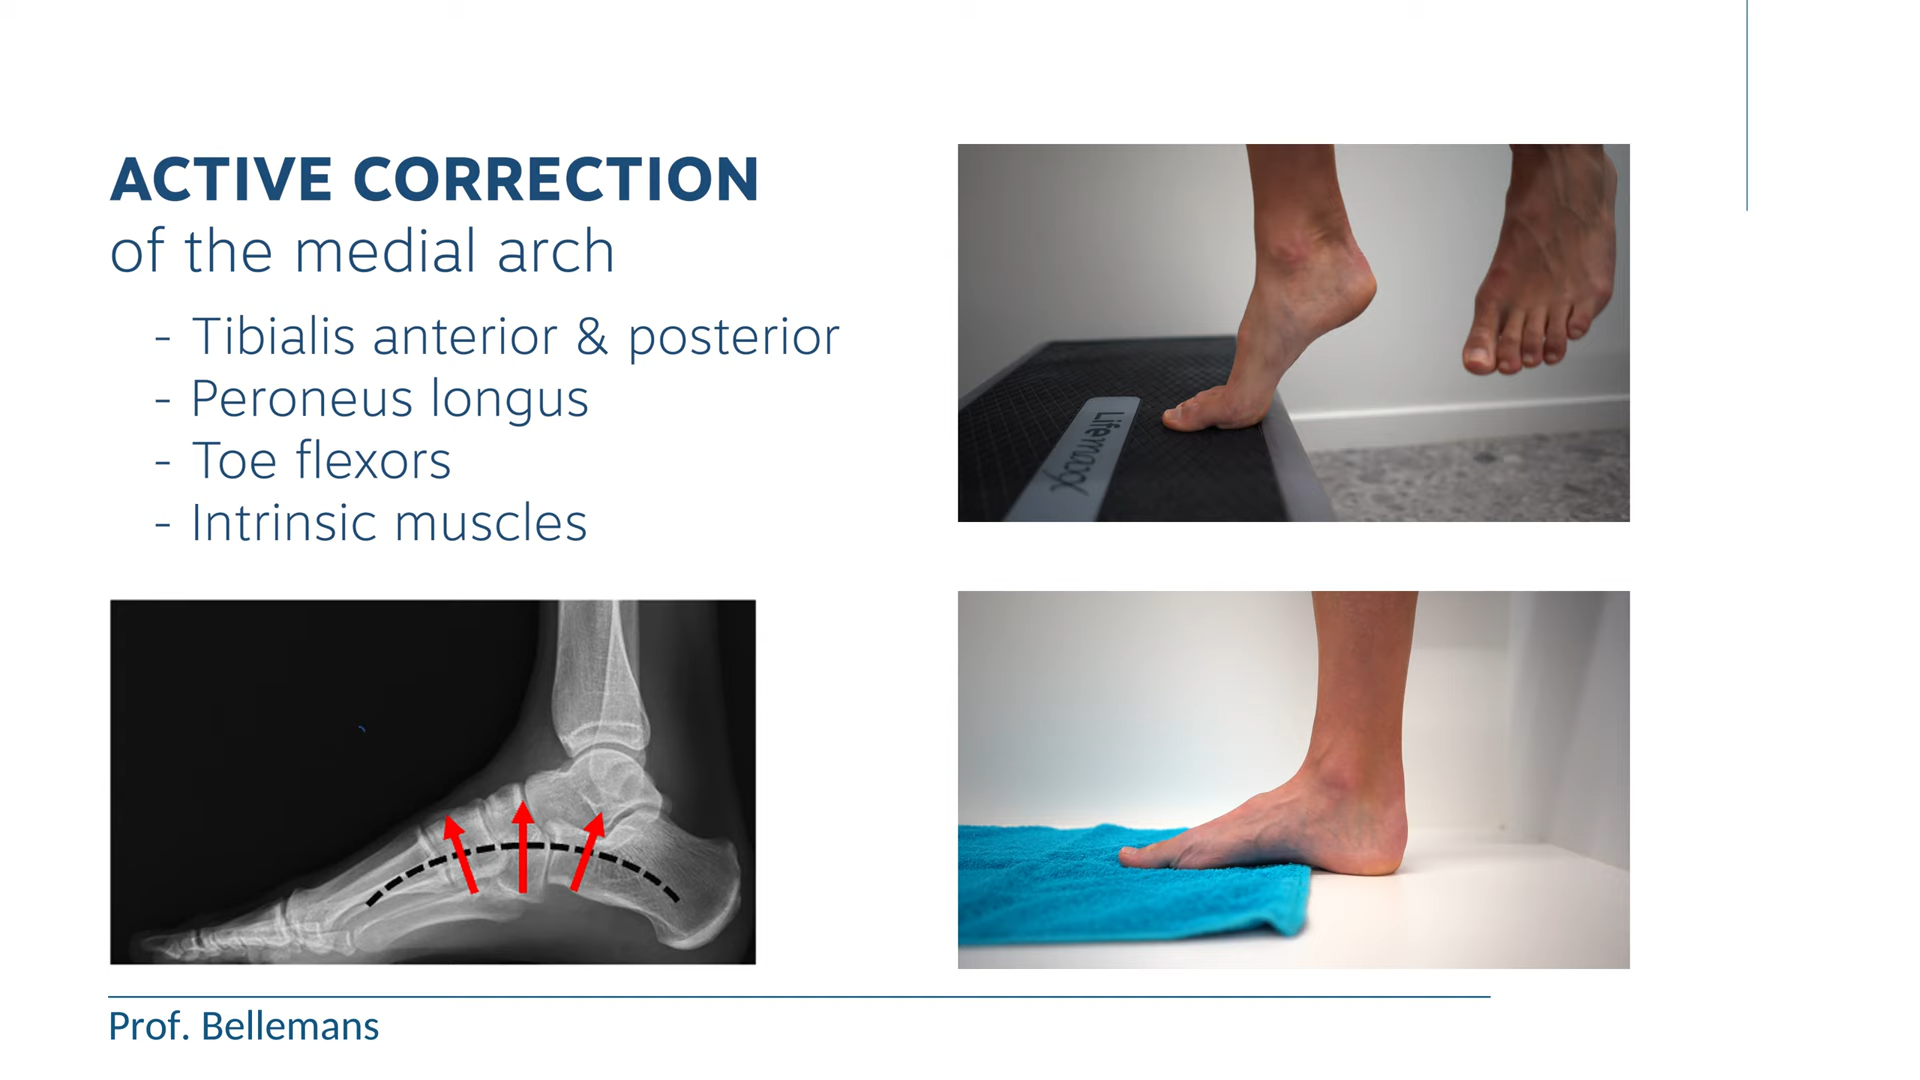 ACTIVE CORRECTION
of the medial arch
- Tibialis anterior & posterior
- Peroneus longus
- Toe flexors
- Intrinsic muscles
Lifemaxx
Prof. Bellemans